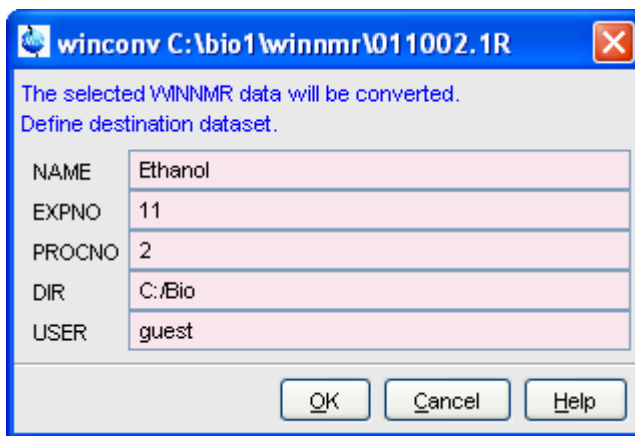 winconv C:\bio1\winnmr\011002.1R
The selected WINNMR data will be converted.
Define destination dataset.
NAME Ethanol
EXPNO 11
PROCNO 2
DIR C:/Bio
USER guest
OK Cancel Help